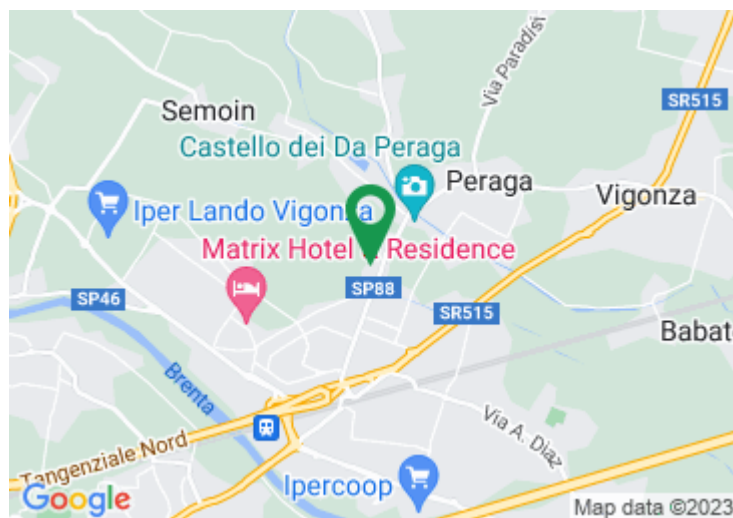 Via Paradisi
SR515
Semoin
Castello dei Da Peraga
Peraga
Vigonza
Iper Lando Vigonza
Matrix Hotel & Residence
SP88
SP46
SR515
Brenta
Via A. Diaz
Tangenziale Nord
Ipercoop
Google
Map data ©2023